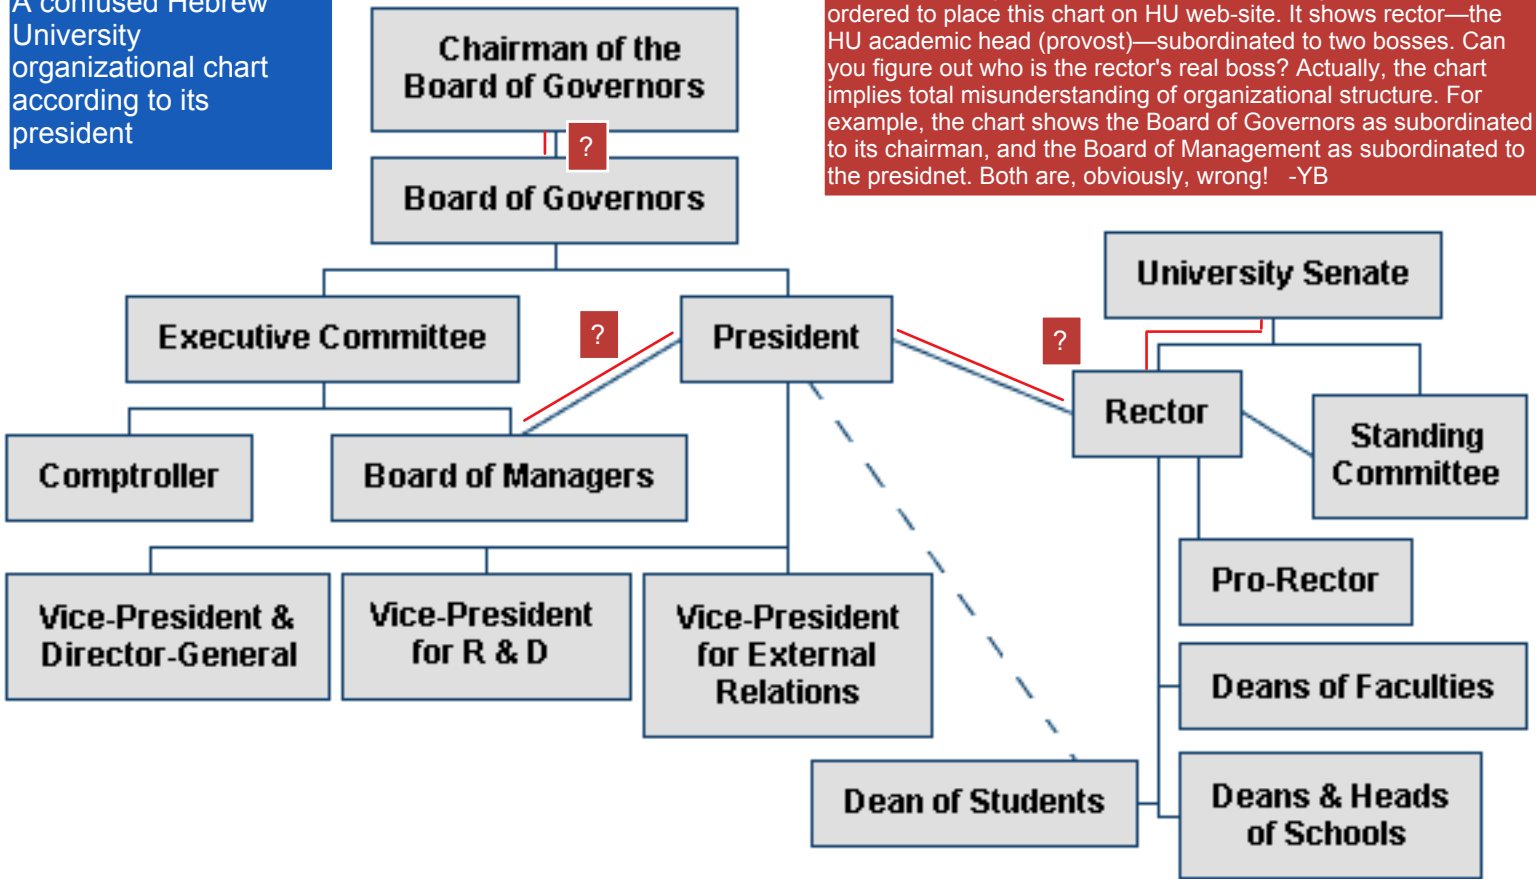 A confused Hebrew
University
organizational chart
according to its
president
ordered to place this chart on HU web-site. It shows rector—the
HU academic head (provost)—subordinated to two bosses. Can
you figure out who is the rector's real boss? Actually, the chart
implies total misunderstanding of organizational structure. For
example, the chart shows the Board of Governors as subordinated
to its chairman, and the Board of Management as subordinated to
the presidnet. Both are, obviously, wrong! -YB
Chairman of the
Board of Governors
?
Board of Governors
University Senate
Executive Committee
?
President
?
Rector
Standing
Committee
Comptroller
Board of Managers
Pro-Rector
Vice-President &
Director-General
Vice-President
for R & D
Vice-President
for External
Relations
Deans of Faculties
Dean of Students
Deans & Heads
of Schools